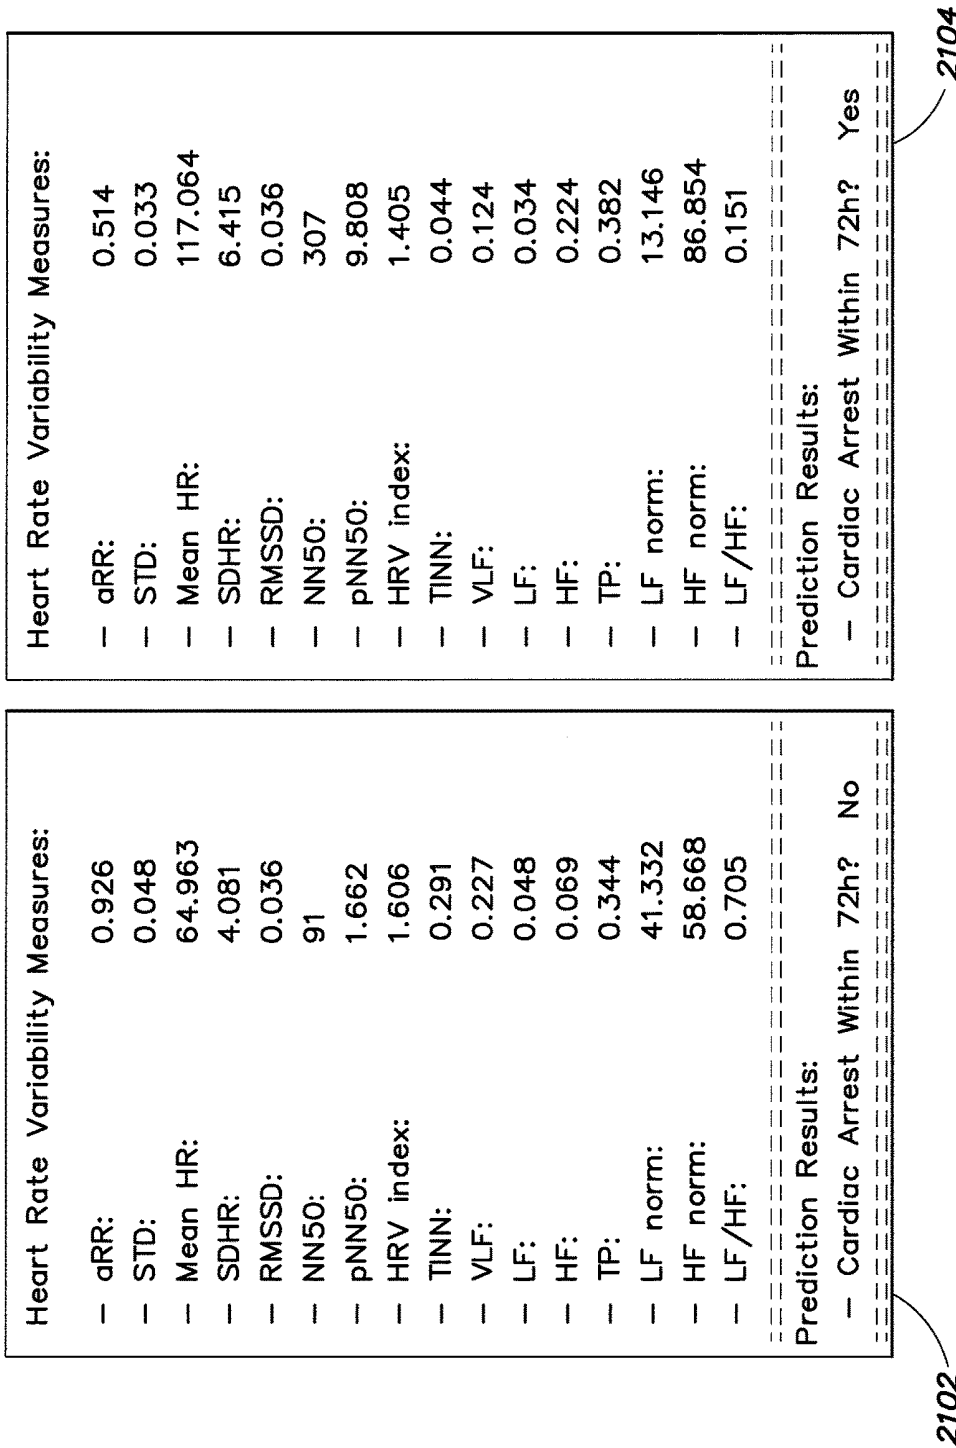 Heart Rate Variability Measures:
– aRR: 0.926
– STD: 0.048
– Mean HR: 64.963
– SDHR: 4.081
– RMSSD: 0.036
– NN50: 91
– pNN50: 1.662
– HRV index: 1.606
– TINN: 0.291
– VLF: 0.227
– LF: 0.048
– HF: 0.069
– TP: 0.344
– LF norm: 41.332
– HF norm: 58.668
– LF/HF: 0.705
Prediction Results:
– Cardiac Arrest Within 72h? No
2102
Heart Rate Variability Measures:
– aRR: 0.514
– STD: 0.033
– Mean HR: 117.064
– SDHR: 6.415
– RMSSD: 0.036
– NN50: 307
– pNN50: 9.808
– HRV index: 1.405
– TINN: 0.044
– VLF: 0.124
– LF: 0.034
– HF: 0.224
– TP: 0.382
– LF norm: 13.146
– HF norm: 86.854
– LF/HF: 0.151
Prediction Results:
– Cardiac Arrest Within 72h? Yes
2104